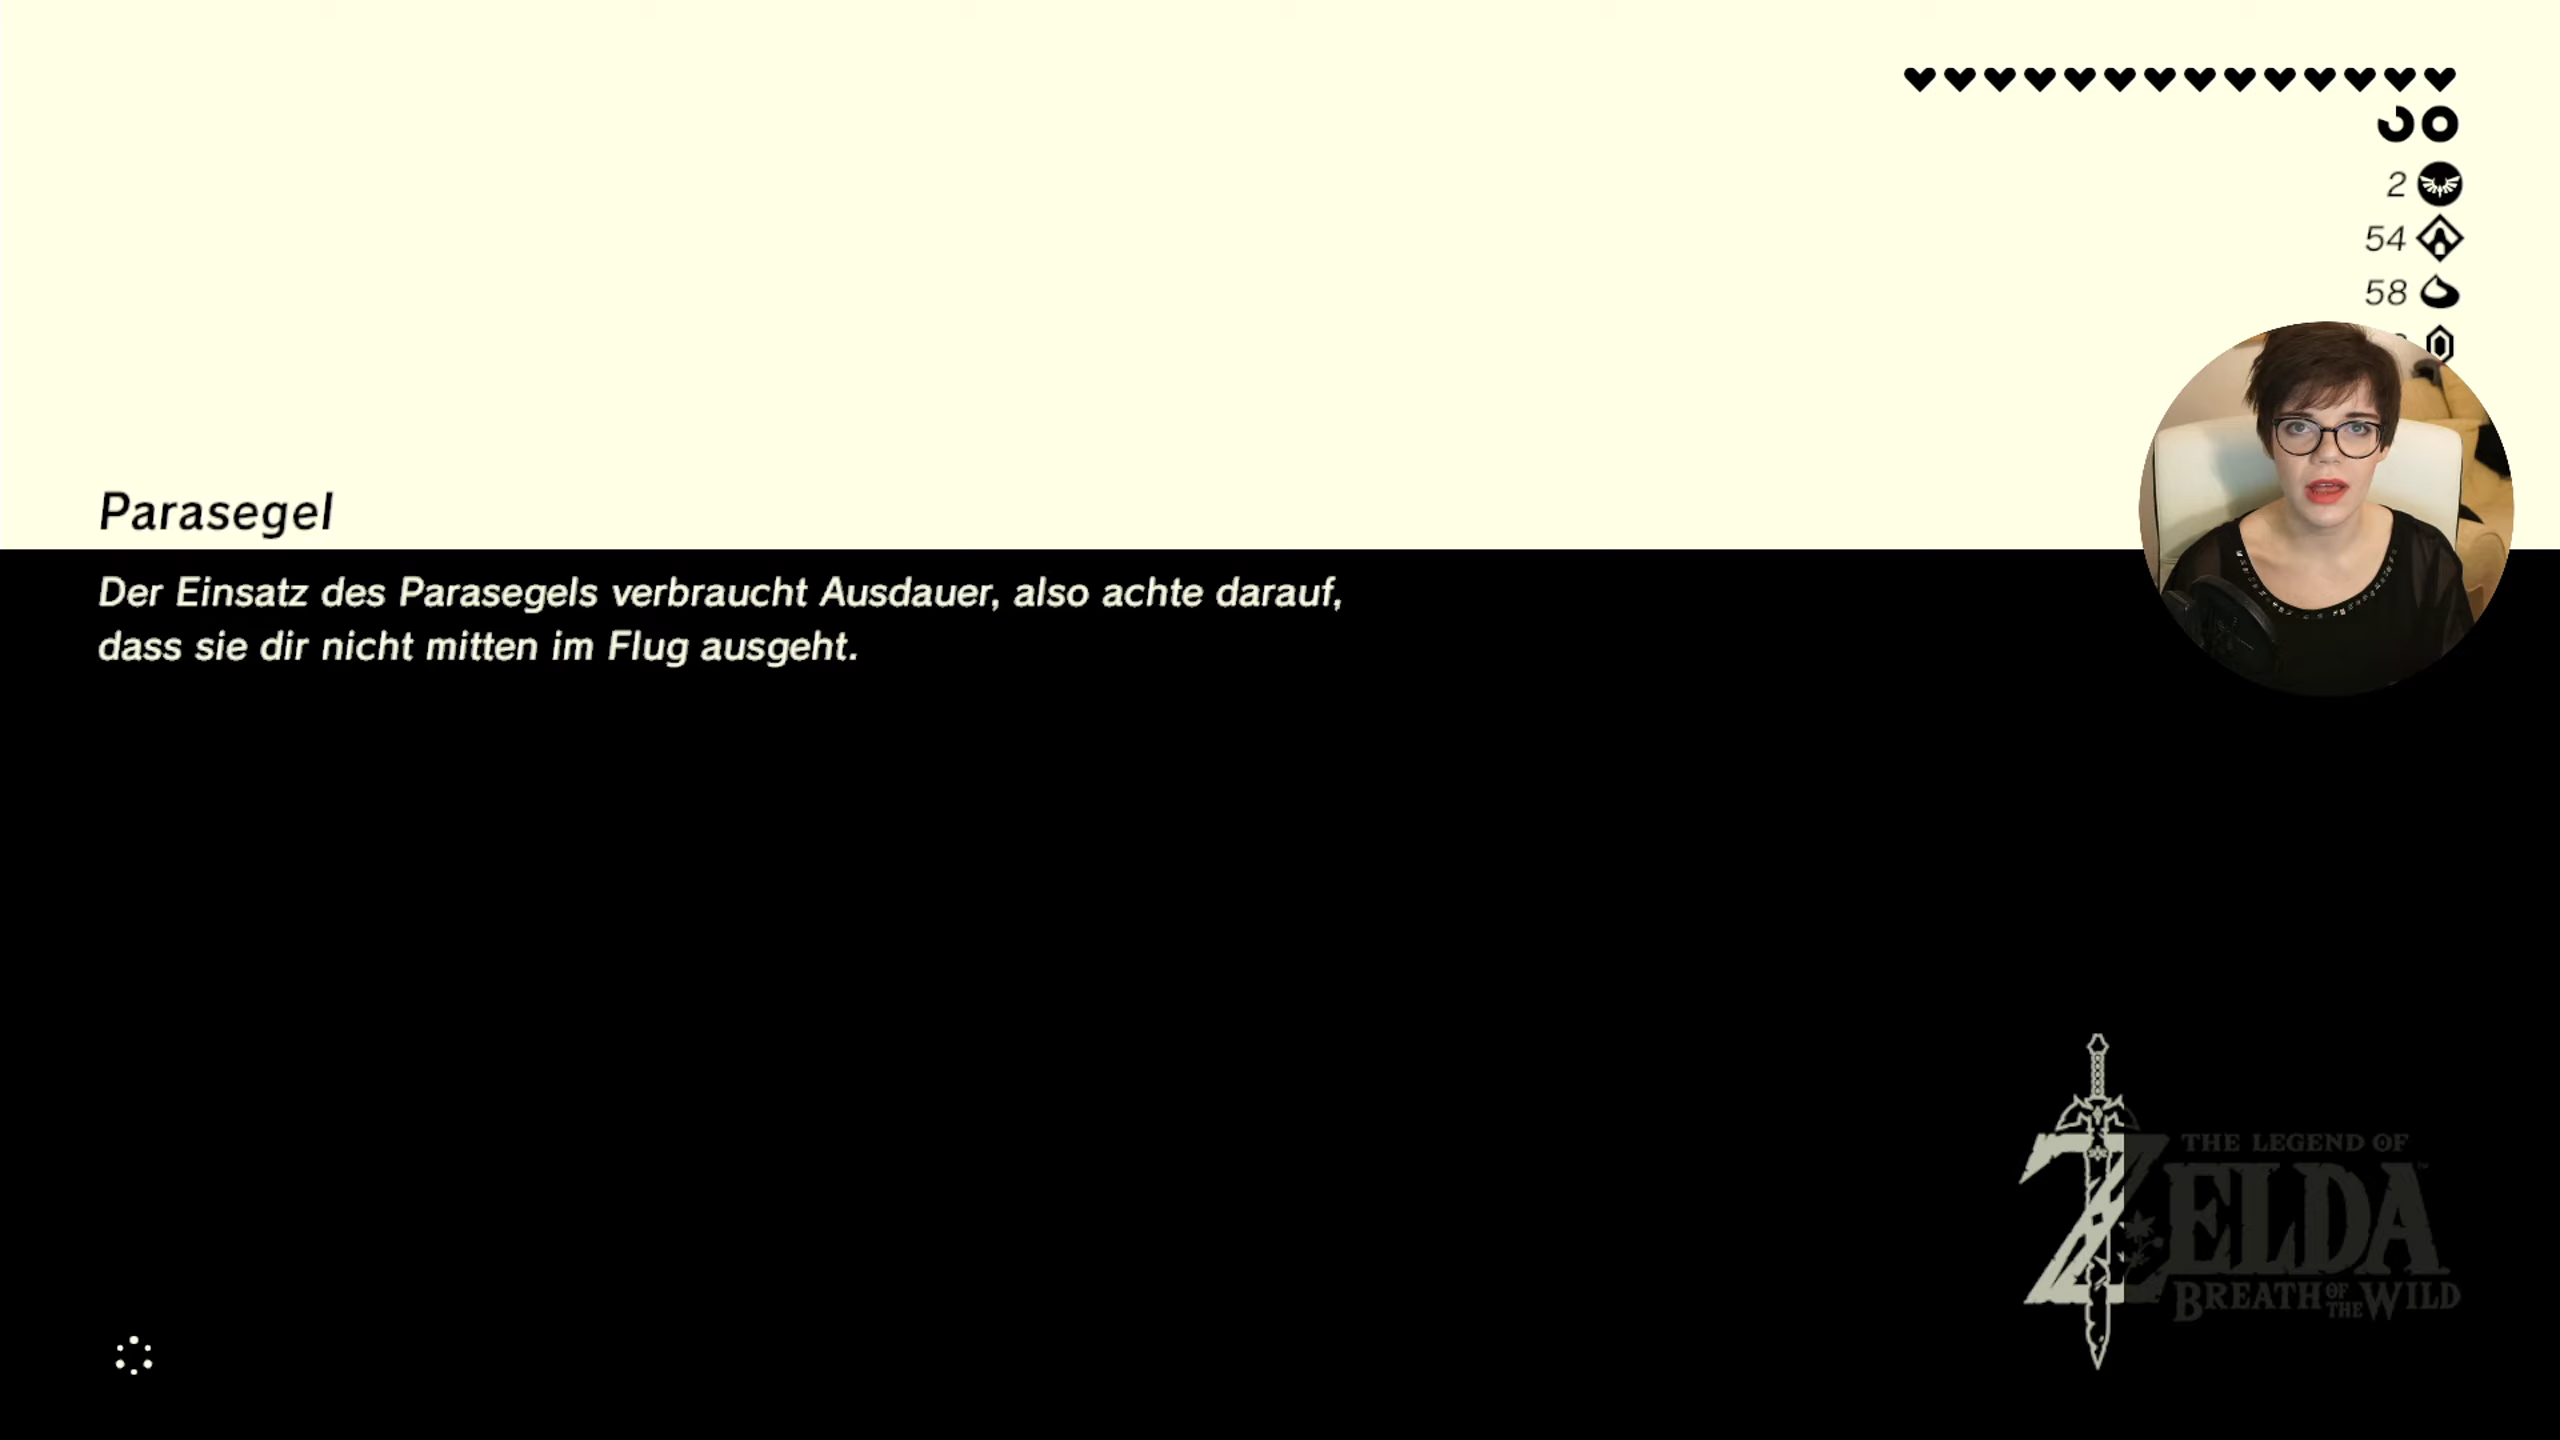 2
54
58
Parasegel
Der Einsatz des Parasegels verbraucht Ausdauer, also achte darauf,
dass sie dir nicht mitten im Flug ausgeht.
THE LEGEND OF
ZELDA
BREATH OF THE WILD